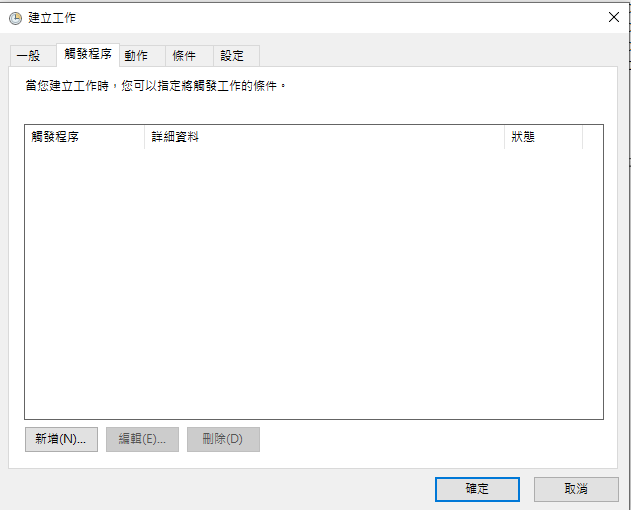 建立工作
一般 觸發程序 動作 條件 設定
當您建立工作時，您可以指定將觸發工作的條件。
觸發程序 詳細資料 狀態
新增(N)... 編輯(E)... 刪除(D)
確定 取消